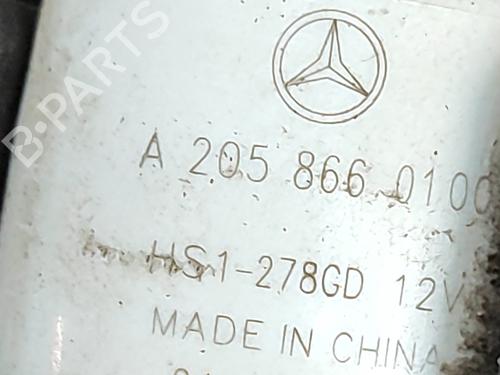 B-PARTS
A 205 866 0100
HS1-278GD 12V
MADE IN CHINA